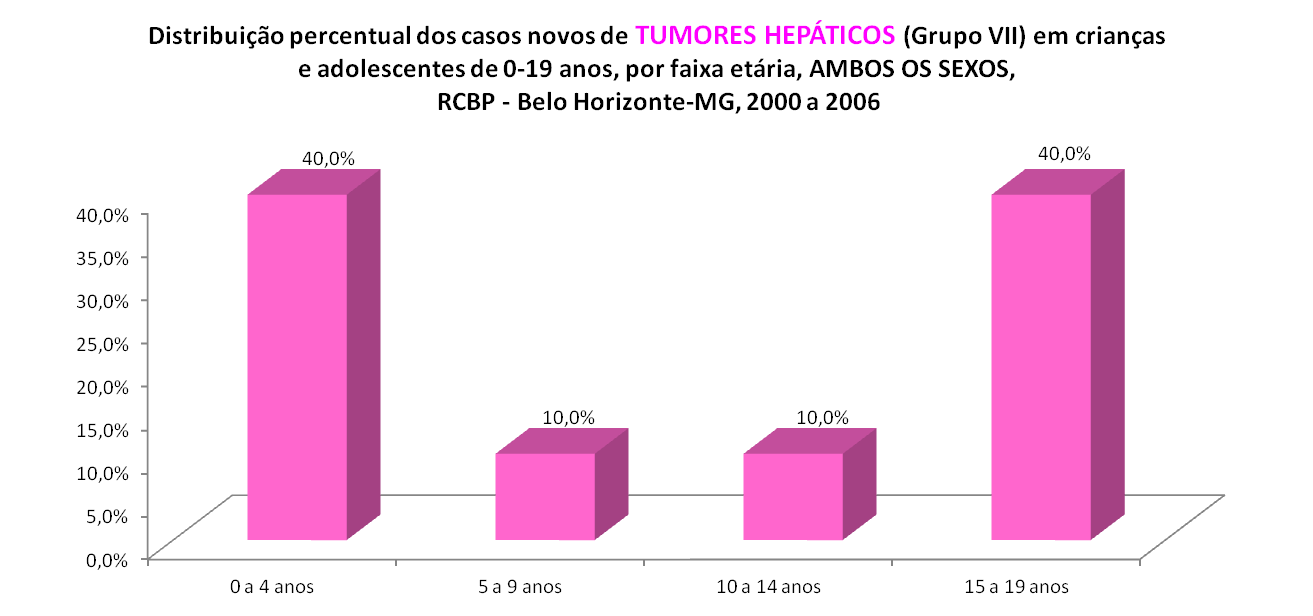 Distribuição percentual dos casos novos de TUMORES HEPÁTICOS (Grupo VII) em crianças
e adolescentes de 0-19 anos, por faixa etária, AMBOS OS SEXOS,
RCBP - Belo Horizonte-MG, 2000 a 2006
40,0%
40,0%
40,0%
35,0%
30,0%
25,0%
20,0%
15,0%
10,0%
5,0%
0,0%
10,0%
10,0%
0 a 4 anos
5 a 9 anos
10 a 14 anos
15 a 19 anos